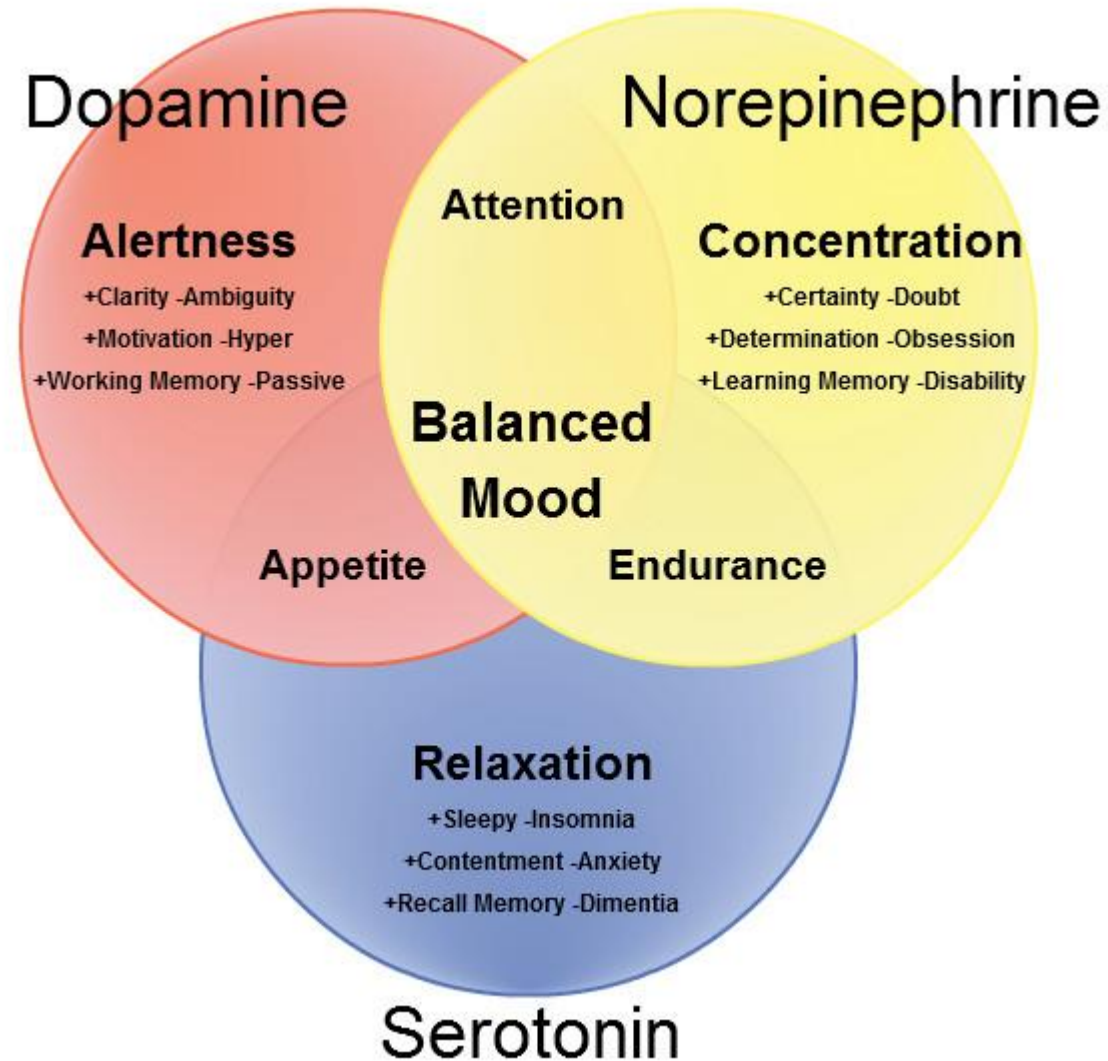 Dopamine
Norepinephrine
Attention
Alertness
+Clarity -Ambiguity
+Motivation -Hyper
+Working Memory -Passive
Concentration
+Certainty -Doubt
+Determination -Obsession
+Learning Memory -Disability
Balanced
Mood
Appetite
Endurance
Relaxation
+Sleepy -Insomnia
+Contentment -Anxiety
+Recall Memory -Dimentia
Serotonin